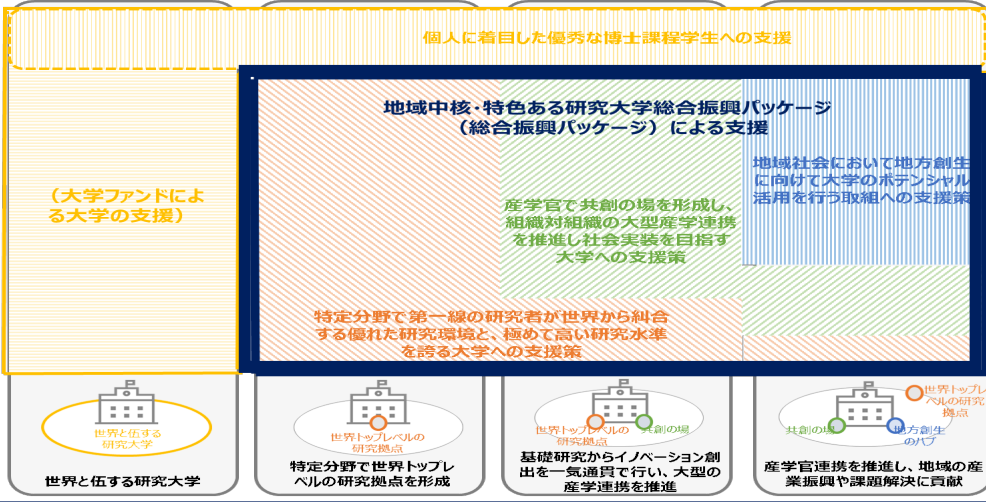 個人に着目した優秀な博士課程学生への支援
地域中核・特色ある研究大学総合振興パッケージ
（総合振興パッケージ）による支援
（大学ファンドによ
る大学の支援）
地域社会において地方創生
に向けて大学のポテンシャル
活用を行う取組への支援策
産学官で共創の場を形成し、
組織対組織の大型産学連携
を推進し社会実装を目指す
大学への支援策
特定分野で第一線の研究者が世界から糾合
する優れた研究環境と、極めて高い研究水準
を誇る大学への支援策
世界と伍する
研究大学
世界と伍する研究大学
世界トップレベルの
研究拠点
特定分野で世界トップレ
ベルの研究拠点を形成
世界トップレベルの
研究拠点
共創の場
基礎研究からイノベーション創
出を一気通貫で行い、大型の
産学連携を推進
世界トップレ
ベルの研究
拠点
共創の場
地方創生
のハブ
産学官連携を推進し、地域の産
業振興や課題解決に貢献